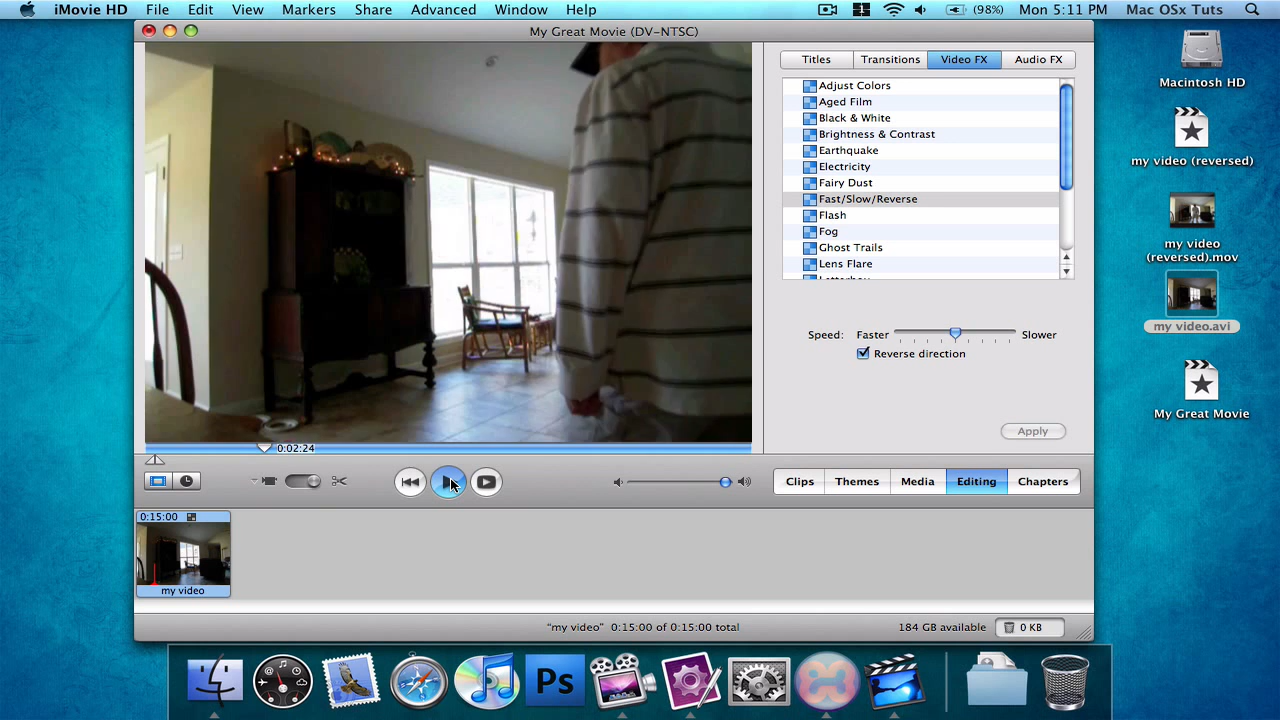 iMovie HD File Edit View Markers Share Advanced Window Help (98%) Mon 5:11 PM Mac OSx Tuts
My Great Movie (DV-NTSC)
Titles Transitions Video FX Audio FX
Adjust Colors
Aged Film
Black & White
Brightness & Contrast
Earthquake
Electricity
Fairy Dust
Fast/Slow/Reverse
Flash
Fog
Ghost Trails
Lens Flare
Letterbox
Speed: Faster Slower
Reverse direction
Apply
0:02:24
Clips Themes Media Editing Chapters
0:15:00
my video
"my video" 0:15:00 of 0:15:00 total 184 GB available 0 KB
Macintosh HD
my video (reversed)
my video
(reversed).mov
my video.avi
My Great Movie
Ps